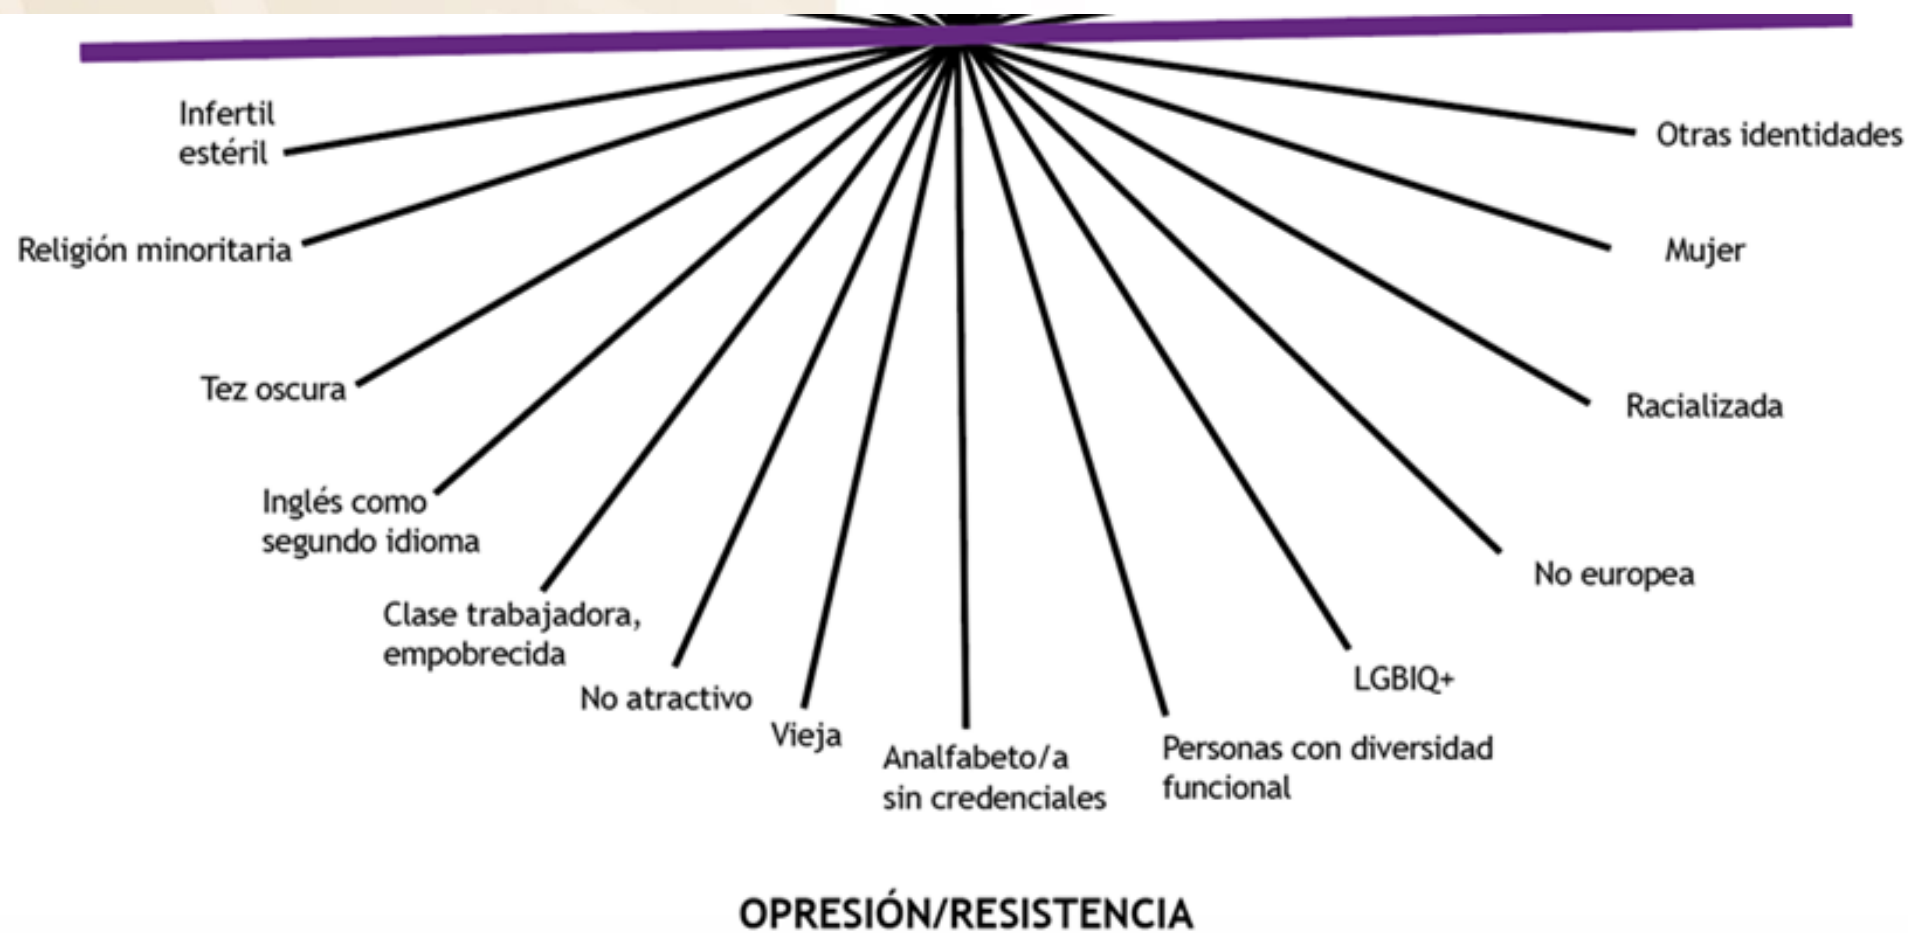 Infertil
estéril
Otras identidades
Religión minoritaria
Mujer
Tez oscura
Racializada
Inglés como
segundo idioma
No europea
Clase trabajadora,
empobrecida
LGBIQ+
No atractivo
Vieja
Analfabeto/a
sin credenciales
Personas con diversidad
funcional
OPRESIÓN/RESISTENCIA